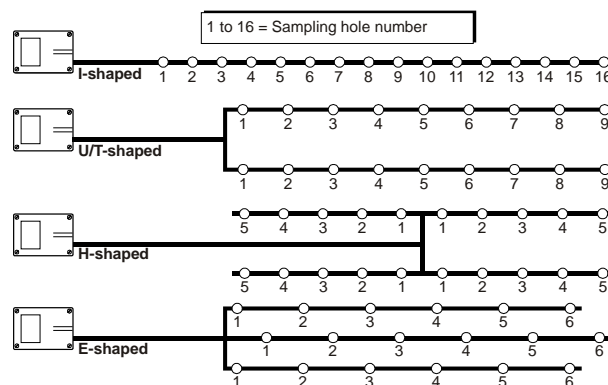 1 to 16 = Sampling hole number
I-shaped 1 2 3 4 5 6 7 8 9 10 11 12 13 14 15 16
1 2 3 4 5 6 7 8 9
U/T-shaped
1 2 3 4 5 6 7 8 9
5 4 3 2 1 1 2 3 4 5
H-shaped
5 4 3 2 1 1 2 3 4 5
1 2 3 4 5 6
E-shaped 1 2 3 4 5 6
1 2 3 4 5 6